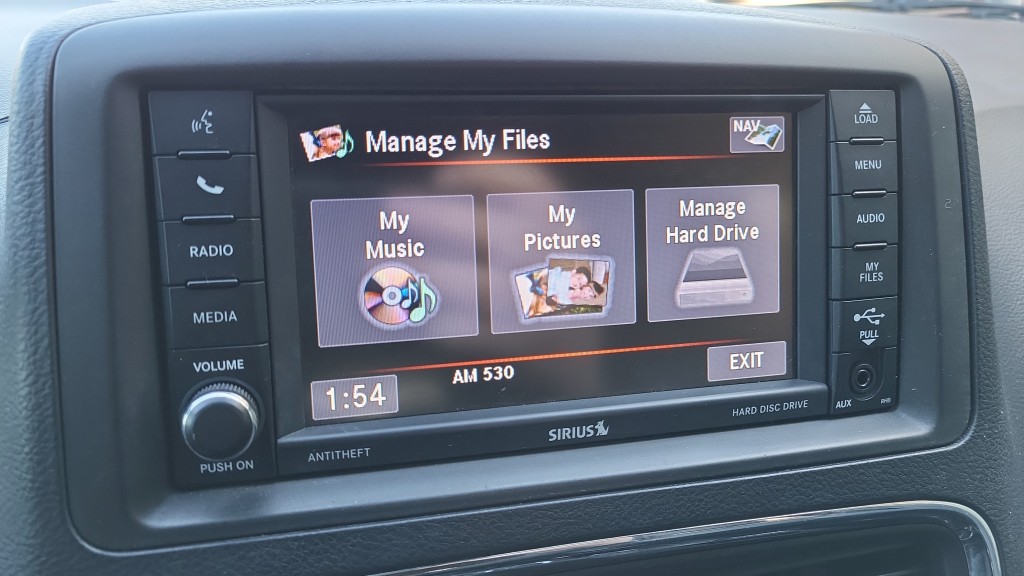 Manage My Files
NAV
My
Music
My
Pictures
Manage
Hard Drive
1:54
AM 530
EXIT
RADIO
MEDIA
VOLUME
PUSH ON
ANTITHEFT
SIRIUS
HARD DISC DRIVE
LOAD
MENU
AUDIO
MY
FILES
PULL
AUX
RHB